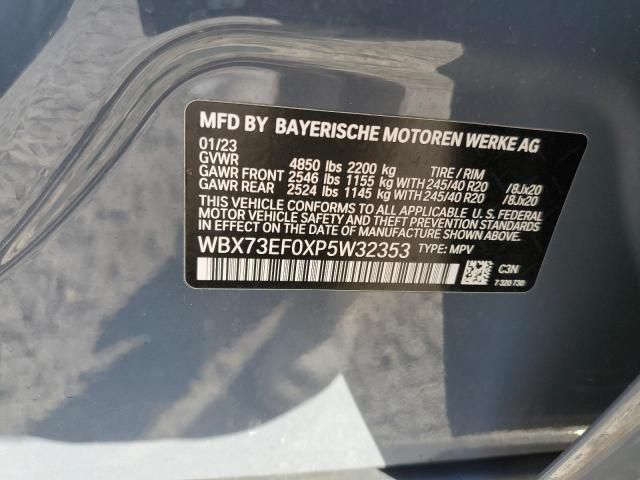 MFD BY BAYERISCHE MOTOREN WERKE AG
01/23
GVWR 4850 lbs 2200 kg TIRE / RIM
GAWR FRONT 2546 lbs 1155 kg WITH 245/40 R20 /8Jx20
GAWR REAR 2524 lbs 1145 kg WITH 245/40 R20 /8Jx20
THIS VEHICLE CONFORMS TO ALL APPLICABLE U. S. FEDERAL
MOTOR VEHICLE SAFETY AND THEFT PREVENTION STANDARDS
IN EFFECT ON THE DATE OF MANUFACTURE SHOWN ABOVE.
WBX73EF0XP5W32353 TYPE: MPV
C3N
7 320 730